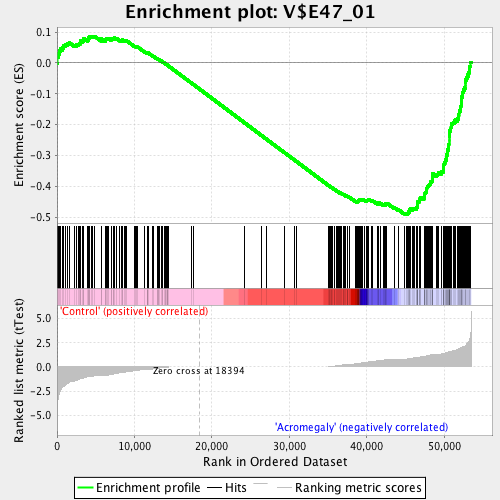 Enrichment plot: V$E47_01
Enrichment score (ES)
0.1
0.0
-0.1
-0.2
-0.3
-0.4
-0.5
Ranked list metric (tTest)
5.0
2.5
0.0
-2.5
-5.0
'Control' (positively correlated)
Zero cross at 18394
'Acromegaly' (negatively correlated)
0
10,000
20,000
30,000
40,000
50,000
Rank in Ordered Dataset
Enrichment profile
Hits
Ranking metric scores